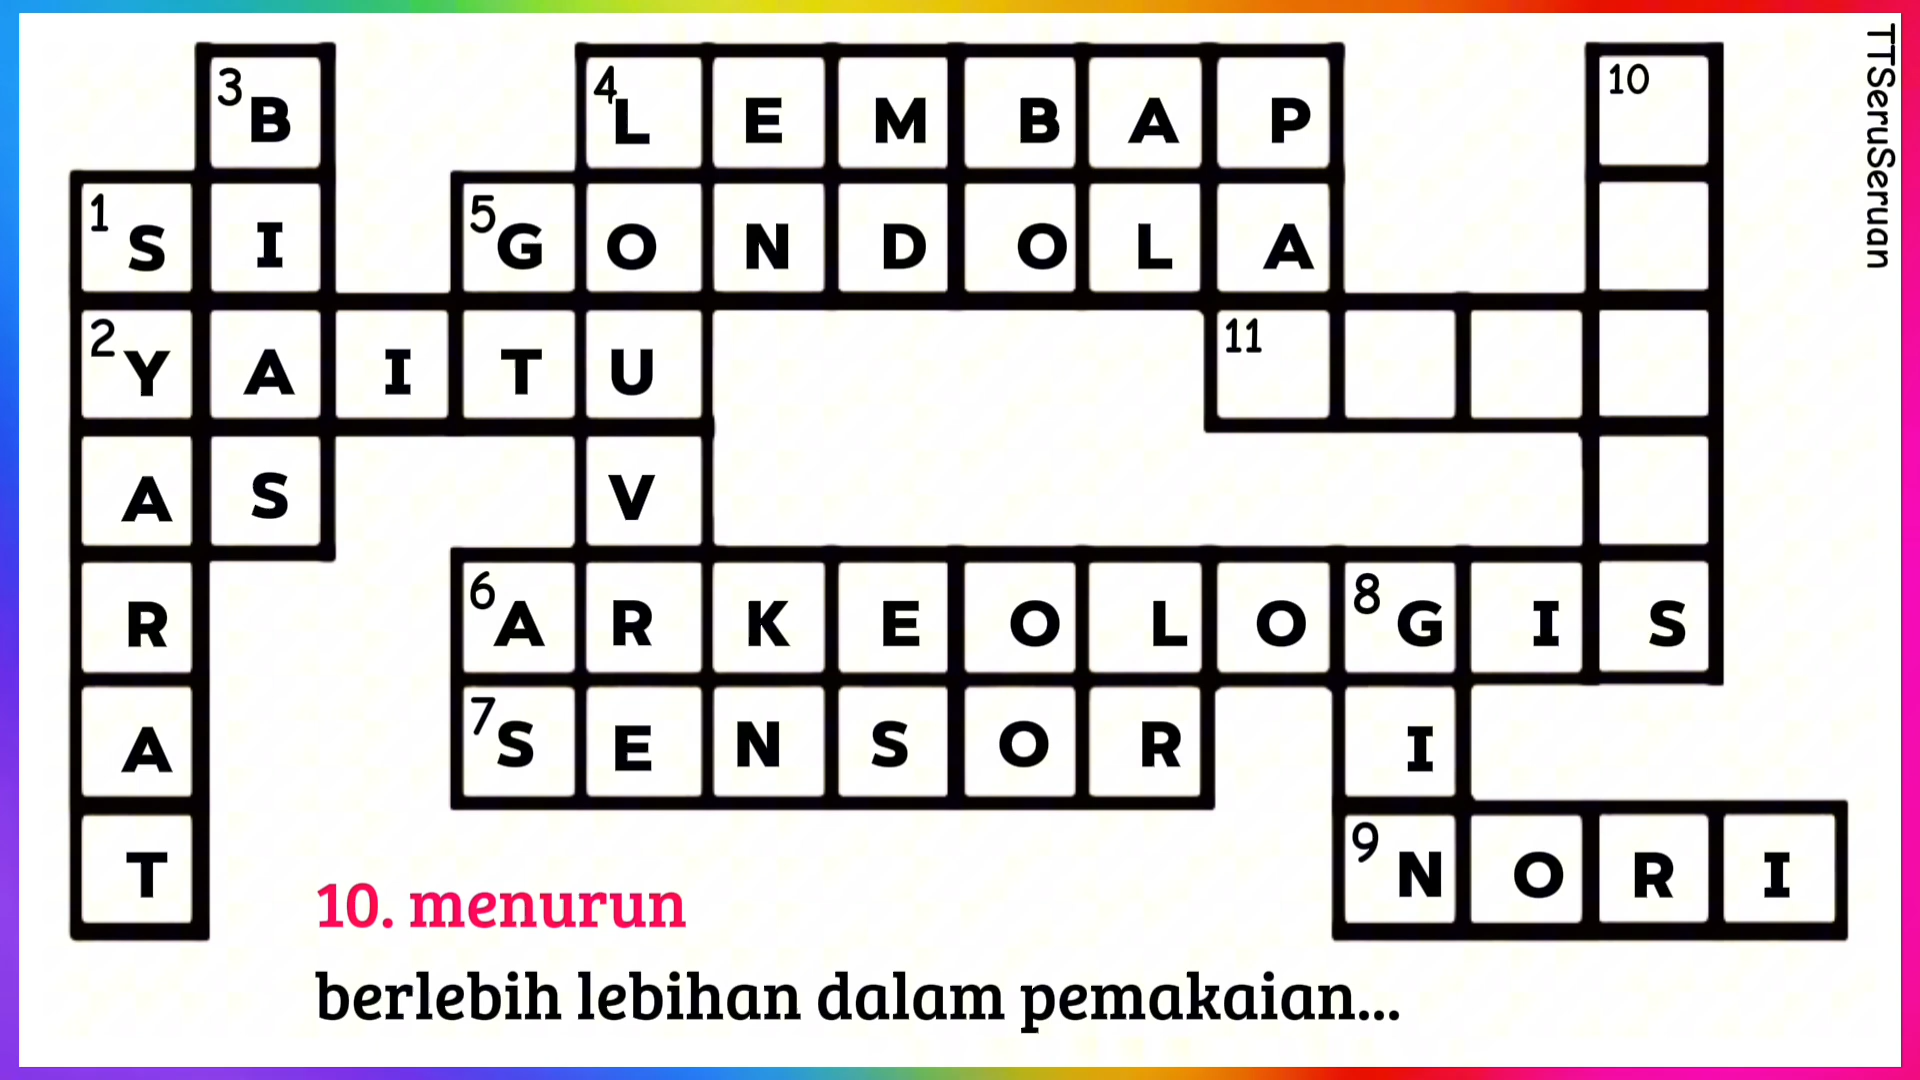 3 B 4 L E M B A P 10
1 S I 5 G O N D O L A
2 Y A I T U 11
A S V
R 6 A R K E O L O 8 G I S
A 7 S E N S O R I
T 9 N O R I
10. menurun
berlebih lebihan dalam pemakaian...
TTSeruSeruan